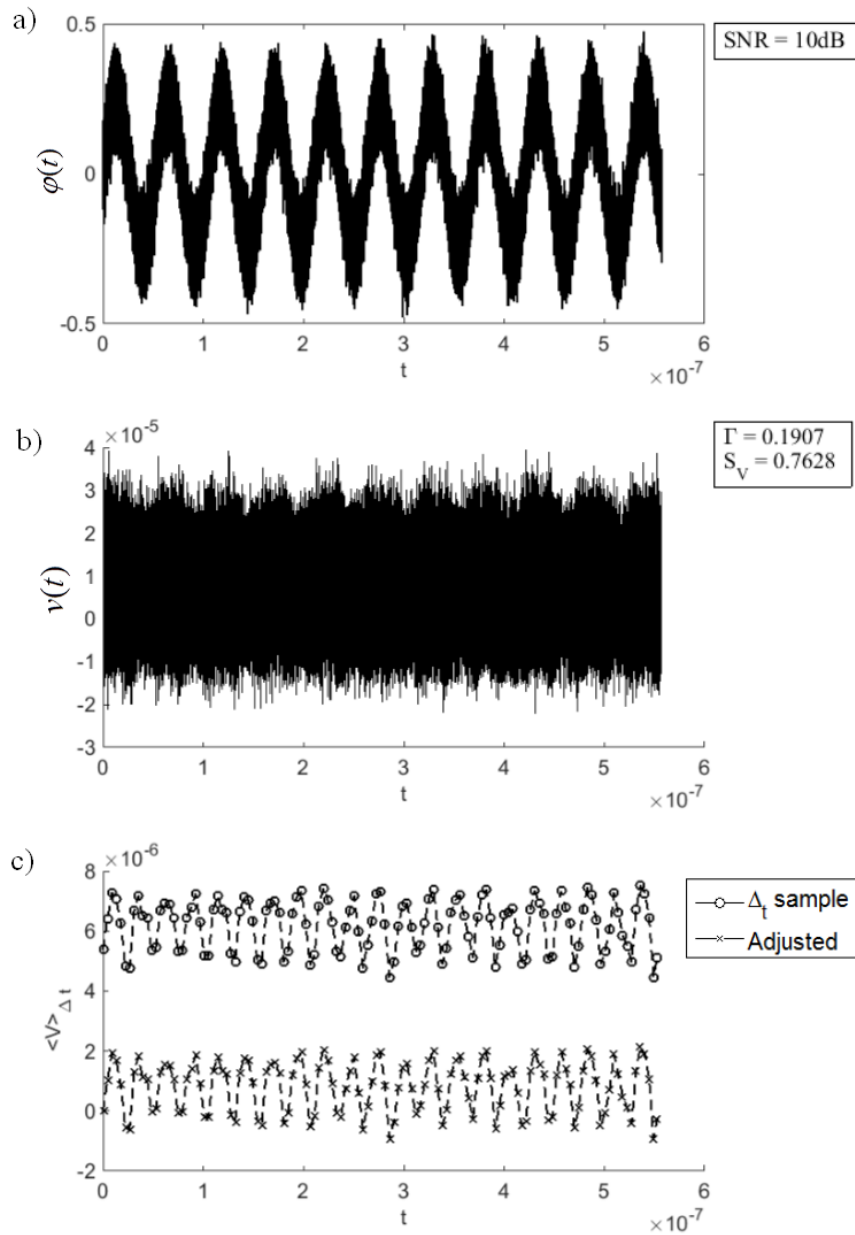 a)
0.5
0
-0.5
φ(t)
0 1 2 3 4 5 6
t
×10⁻⁷
SNR = 10dB
b)
×10⁻⁵
4
3
2
1
0
-1
-2
-3
v(t)
0 1 2 3 4 5 6
t
×10⁻⁷
Γ = 0.1907
S_V = 0.7628
c)
×10⁻⁶
8
6
4
2
0
-2
<V>_Δt
0 1 2 3 4 5 6
t
×10⁻⁷
Δ_t sample
Adjusted